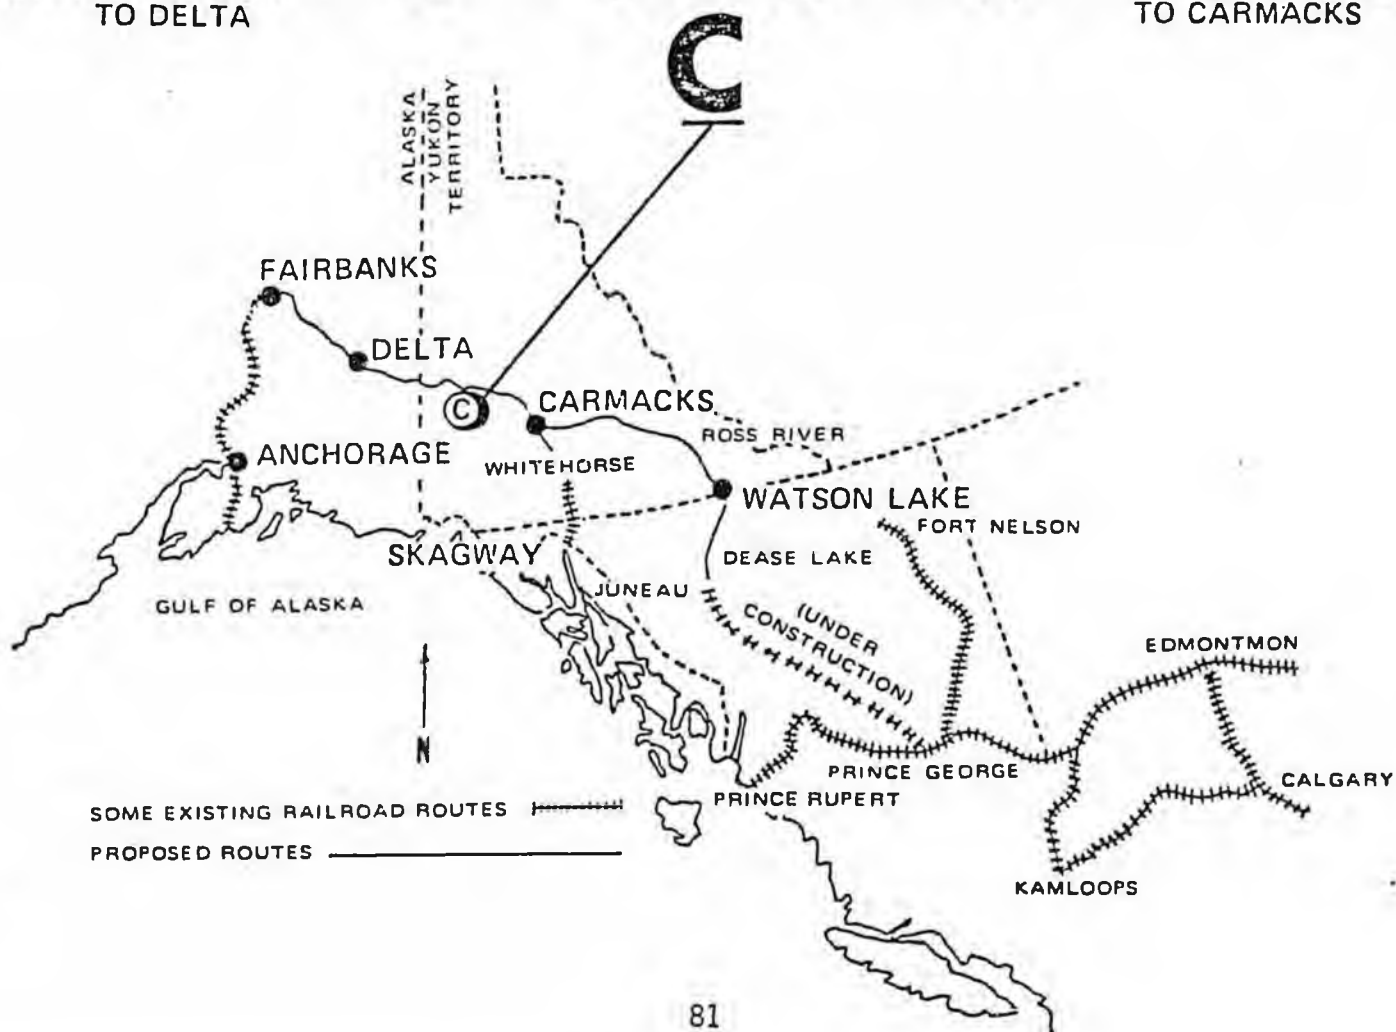 TO DELTA
TO CARMACKS
C
ALASKA
YUKON
TERRITORY
FAIRBANKS
DELTA
C
CARMACKS
ROSS RIVER
ANCHORAGE
WHITEHORSE
WATSON LAKE
FORT NELSON
SKAGWAY
DEASE LAKE
JUNEAU
GULF OF ALASKA
(UNDER
CONSTRUCTION)
EDMONTMON
N
PRINCE GEORGE
CALGARY
PRINCE RUPERT
SOME EXISTING RAILROAD ROUTES
PROPOSED ROUTES
KAMLOOPS
81